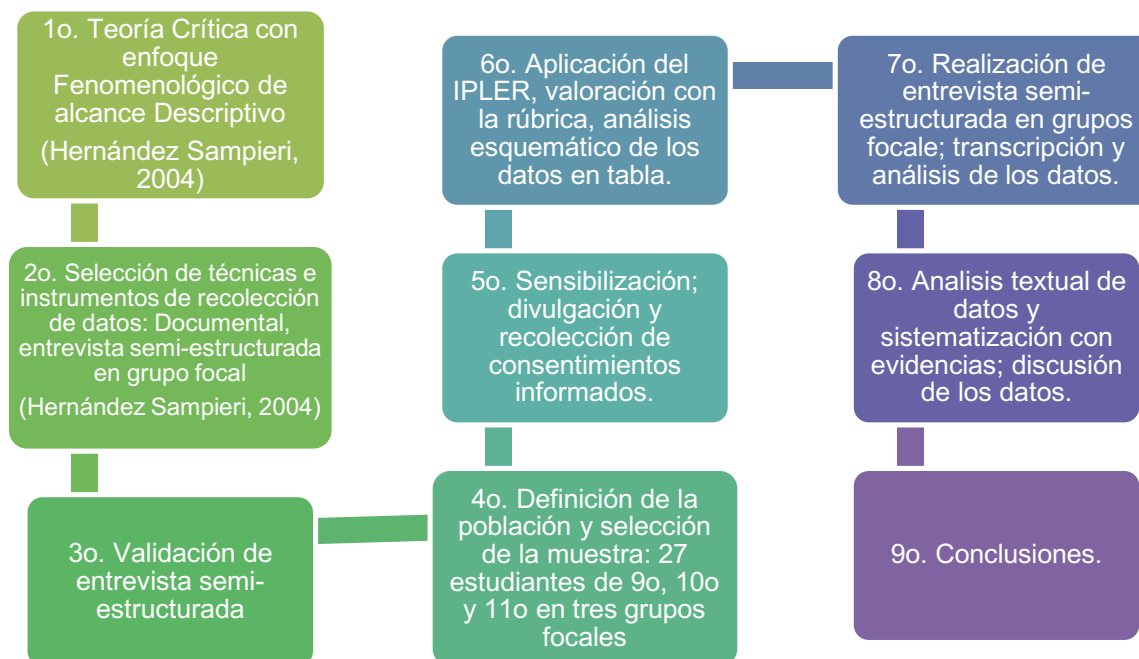 1o. Teoría Crítica con
enfoque
Fenomenológico de
alcance Descriptivo
(Hernández Sampieri,
2004)
2o. Selección de técnicas e
instrumentos de recolección
de datos: Documental,
entrevista semi-estructurada
en grupo focal
(Hernández Sampieri, 2004)
3o. Validación de
entrevista semi-
estructurada
4o. Definición de la
población y selección
de la muestra: 27
estudiantes de 9o, 10o
y 11o en tres grupos
focales
5o. Sensibilización;
divulgación y
recolección de
consentimientos
informados.
6o. Aplicación del
IPLER, valoración con
la rúbrica, análisis
esquemático de los
datos en tabla.
7o. Realización de
entrevista semi-
estructurada en grupos
focale; transcripción y
análisis de los datos.
8o. Analisis textual de
datos y
sistematización con
evidencias; discusión
de los datos.
9o. Conclusiones.